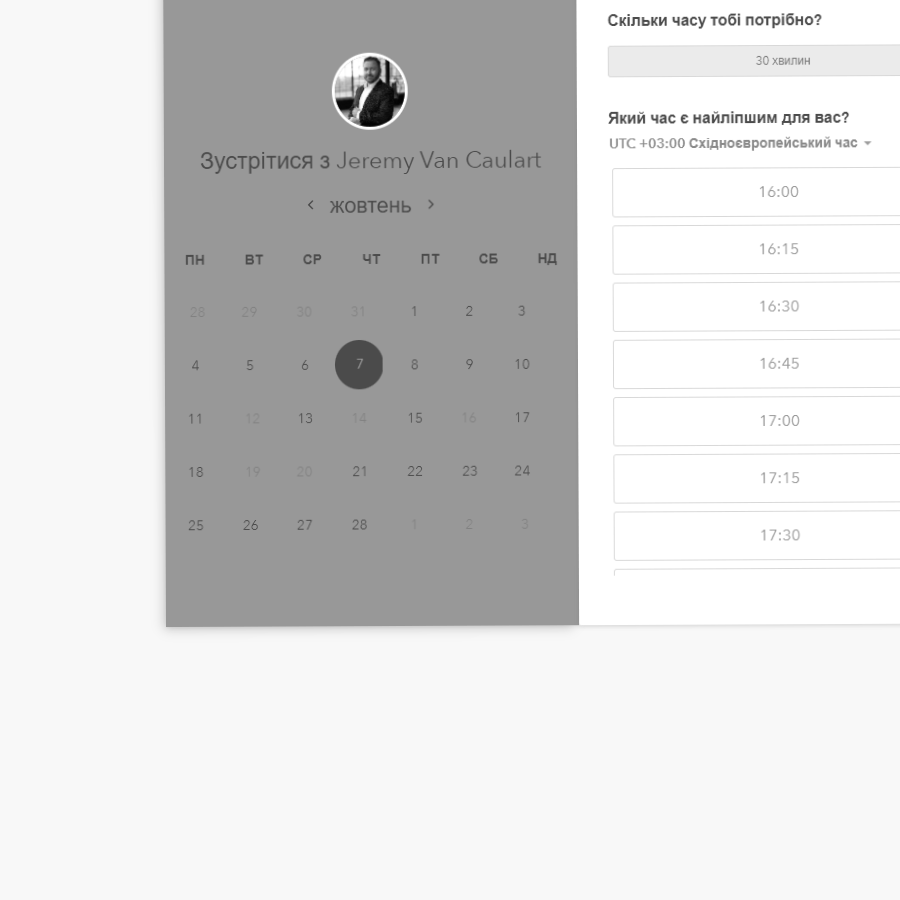 Зустрітися з Jeremy Van Caulart
‹ жовтень ›
ПН ВТ СР ЧТ ПТ СБ НД
28 29 30 31 1 2 3
4 5 6 7 8 9 10
11 12 13 14 15 16 17
18 19 20 21 22 23 24
25 26 27 28 1 2 3
Скільки часу тобі потрібно?
30 хвилин
Який час є найліпшим для вас?
UTC +03:00 Східноєвропейський час
16:00
16:15
16:30
16:45
17:00
17:15
17:30